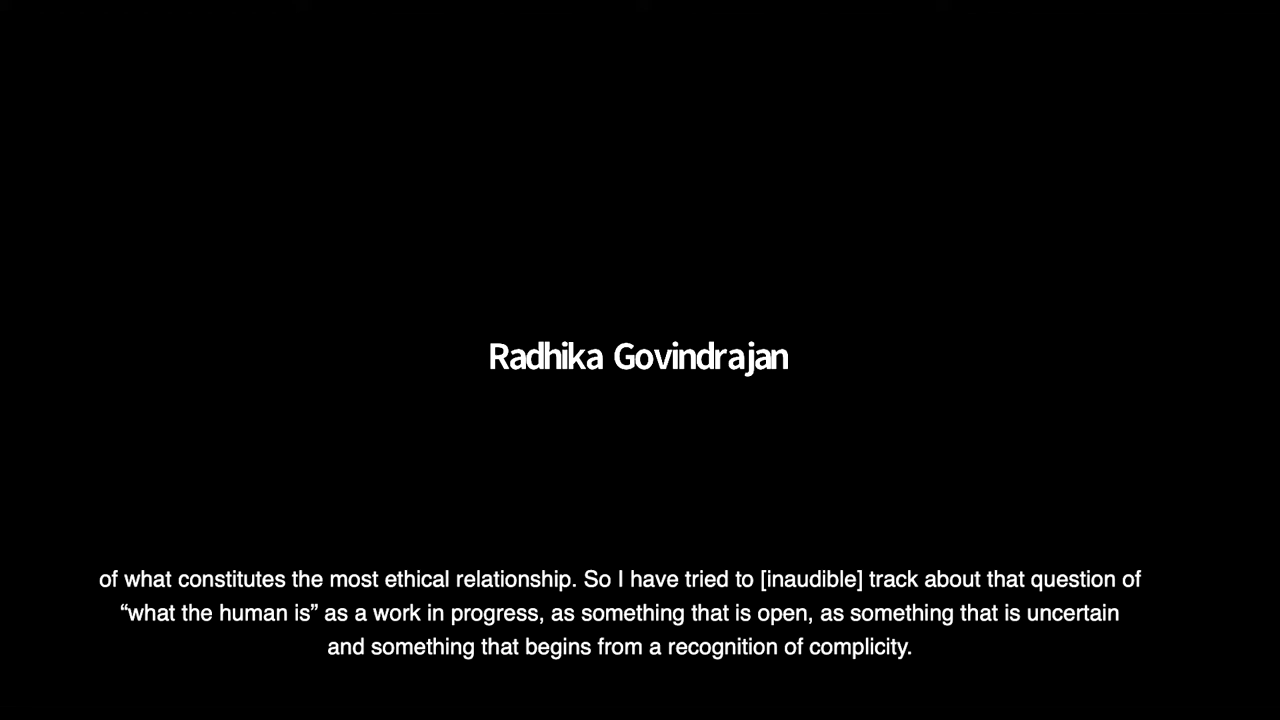 Radhika Govindrajan
of what constitutes the most ethical relationship. So I have tried to [inaudible] track about that question of
“what the human is” as a work in progress, as something that is open, as something that is uncertain
and something that begins from a recognition of complicity.